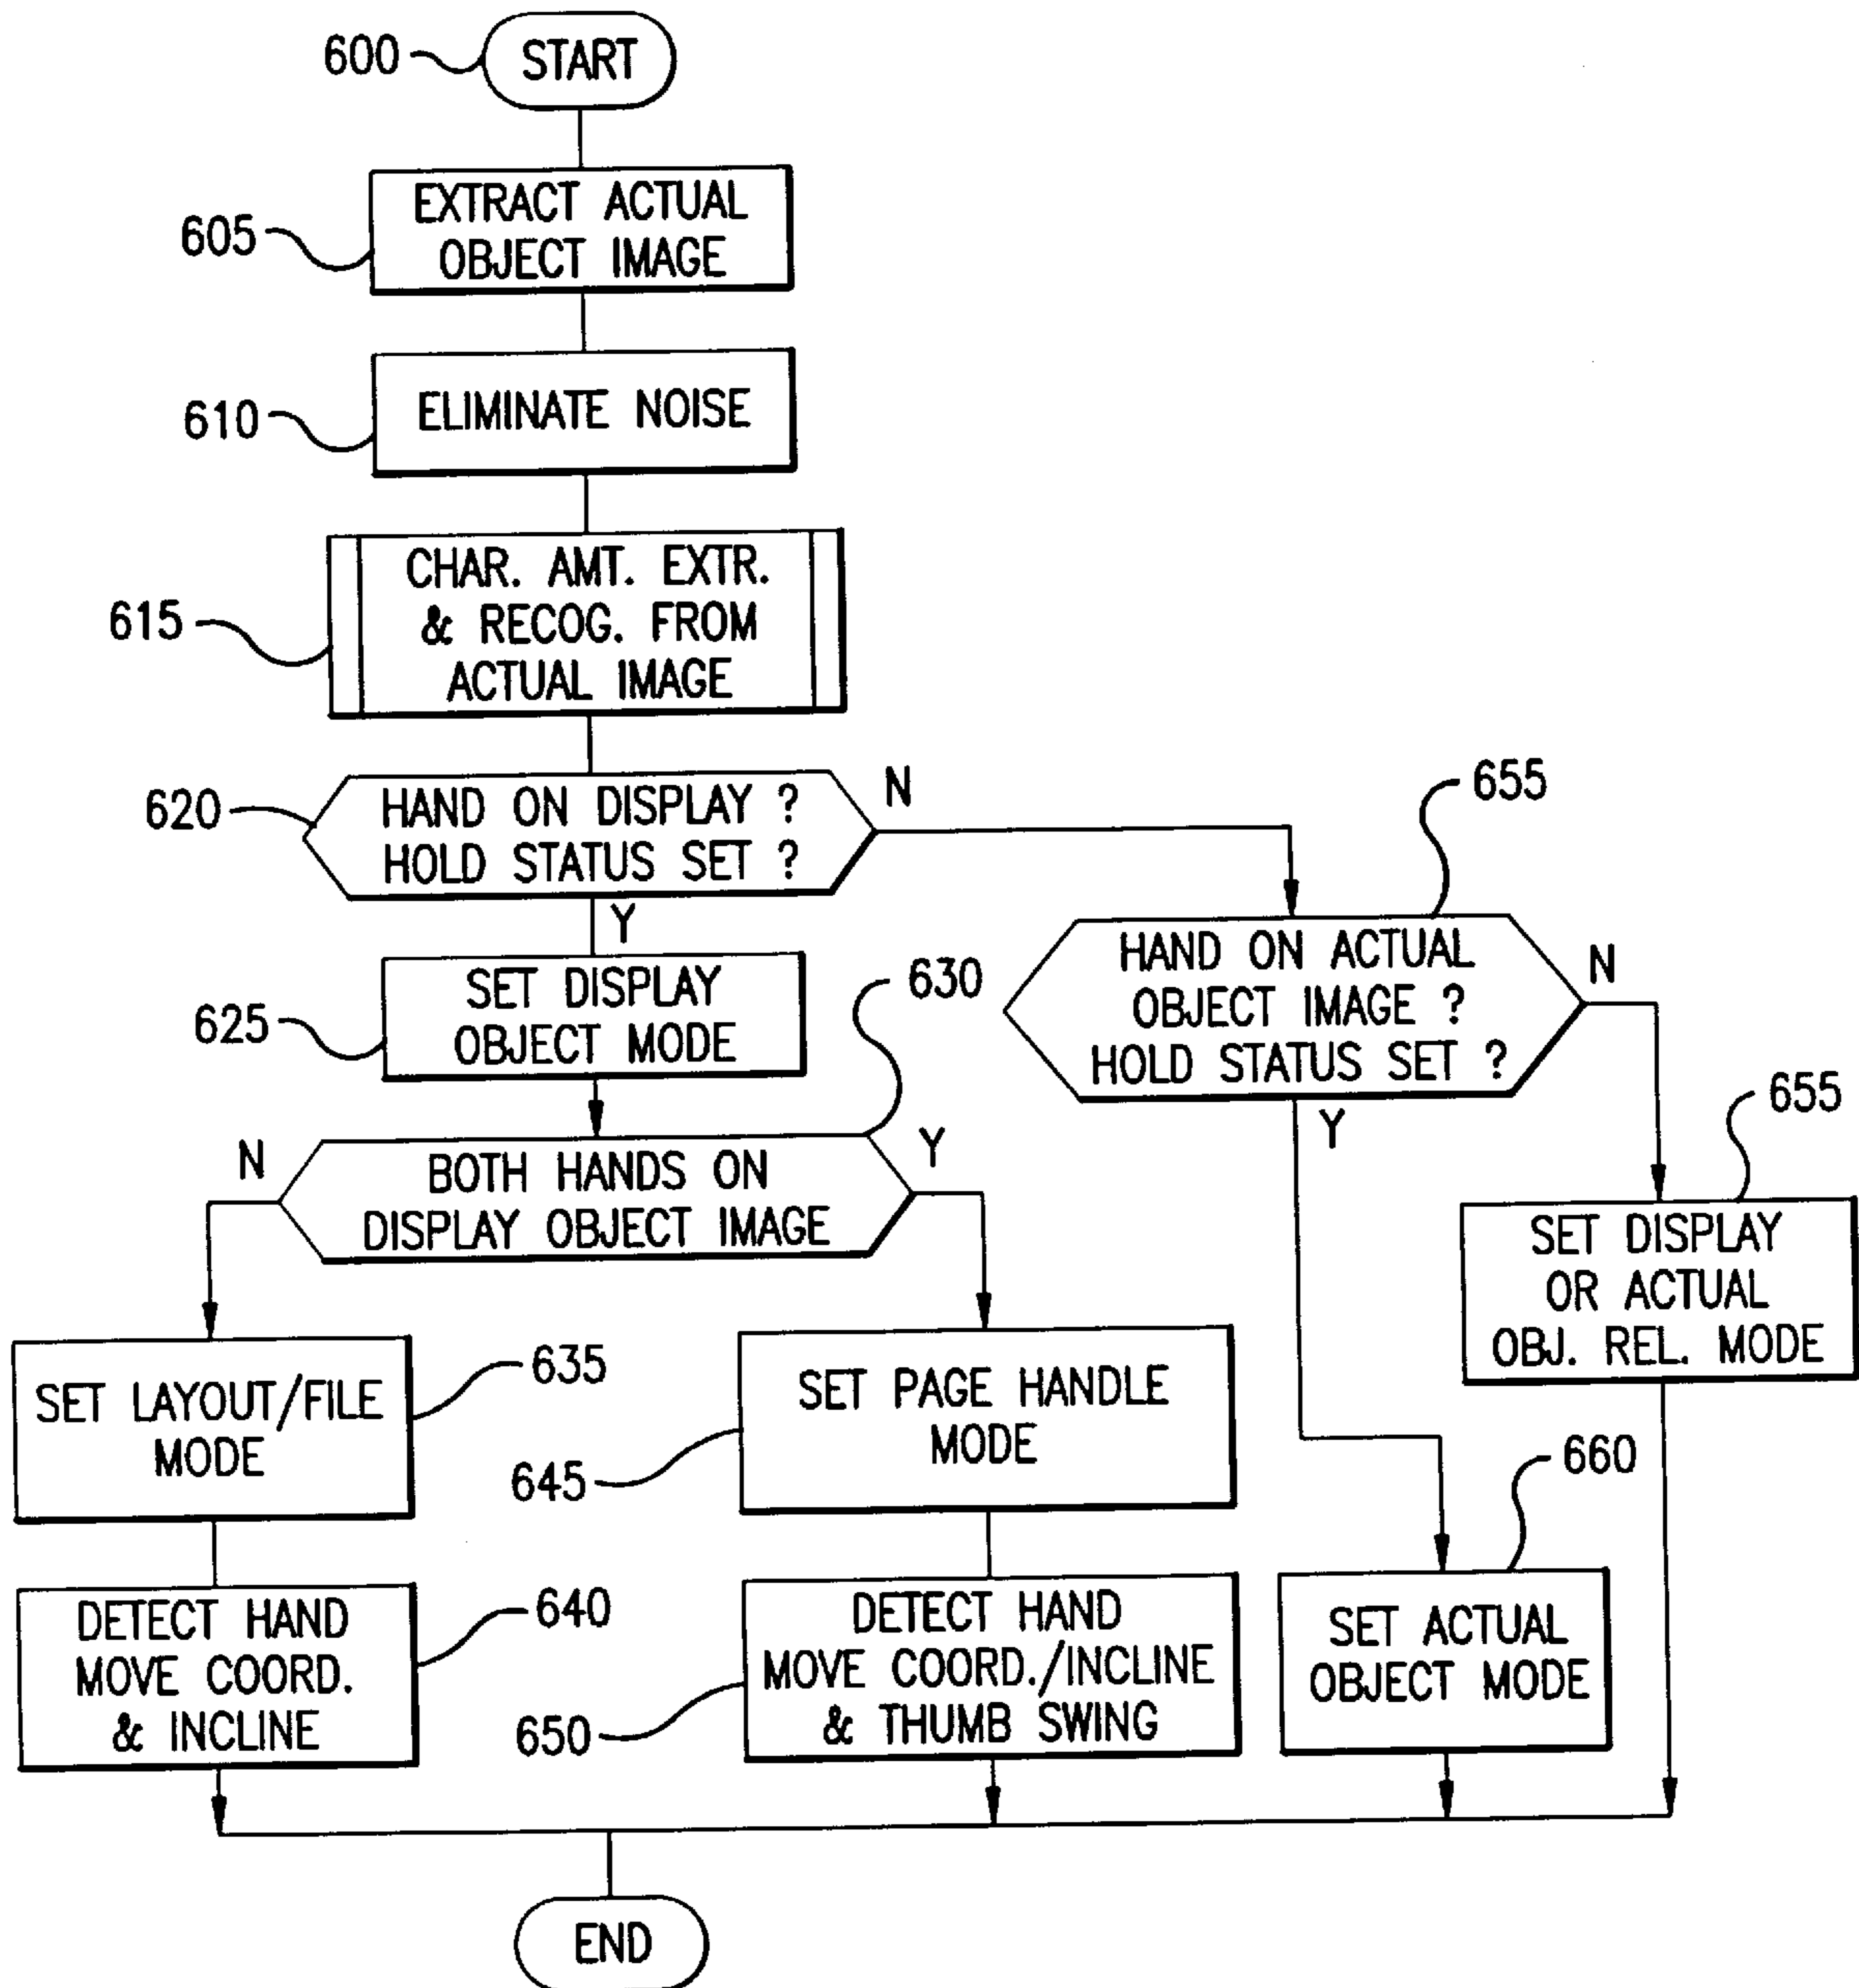 600
START
605
EXTRACT ACTUAL
OBJECT IMAGE
610
ELIMINATE NOISE
615
CHAR. AMT. EXTR.
& RECOG. FROM
ACTUAL IMAGE
620
HAND ON DISPLAY ?
HOLD STATUS SET ?
N
Y
655
HAND ON ACTUAL
OBJECT IMAGE ?
HOLD STATUS SET ?
N
Y
625
SET DISPLAY
OBJECT MODE
630
BOTH HANDS ON
DISPLAY OBJECT IMAGE
N
Y
655
SET DISPLAY
OR ACTUAL
OBJ. REL. MODE
SET LAYOUT/FILE
MODE
635
SET PAGE HANDLE
MODE
645
660
SET ACTUAL
OBJECT MODE
DETECT HAND
MOVE COORD.
& INCLINE
640
DETECT HAND
MOVE COORD./INCLINE
& THUMB SWING
650
END